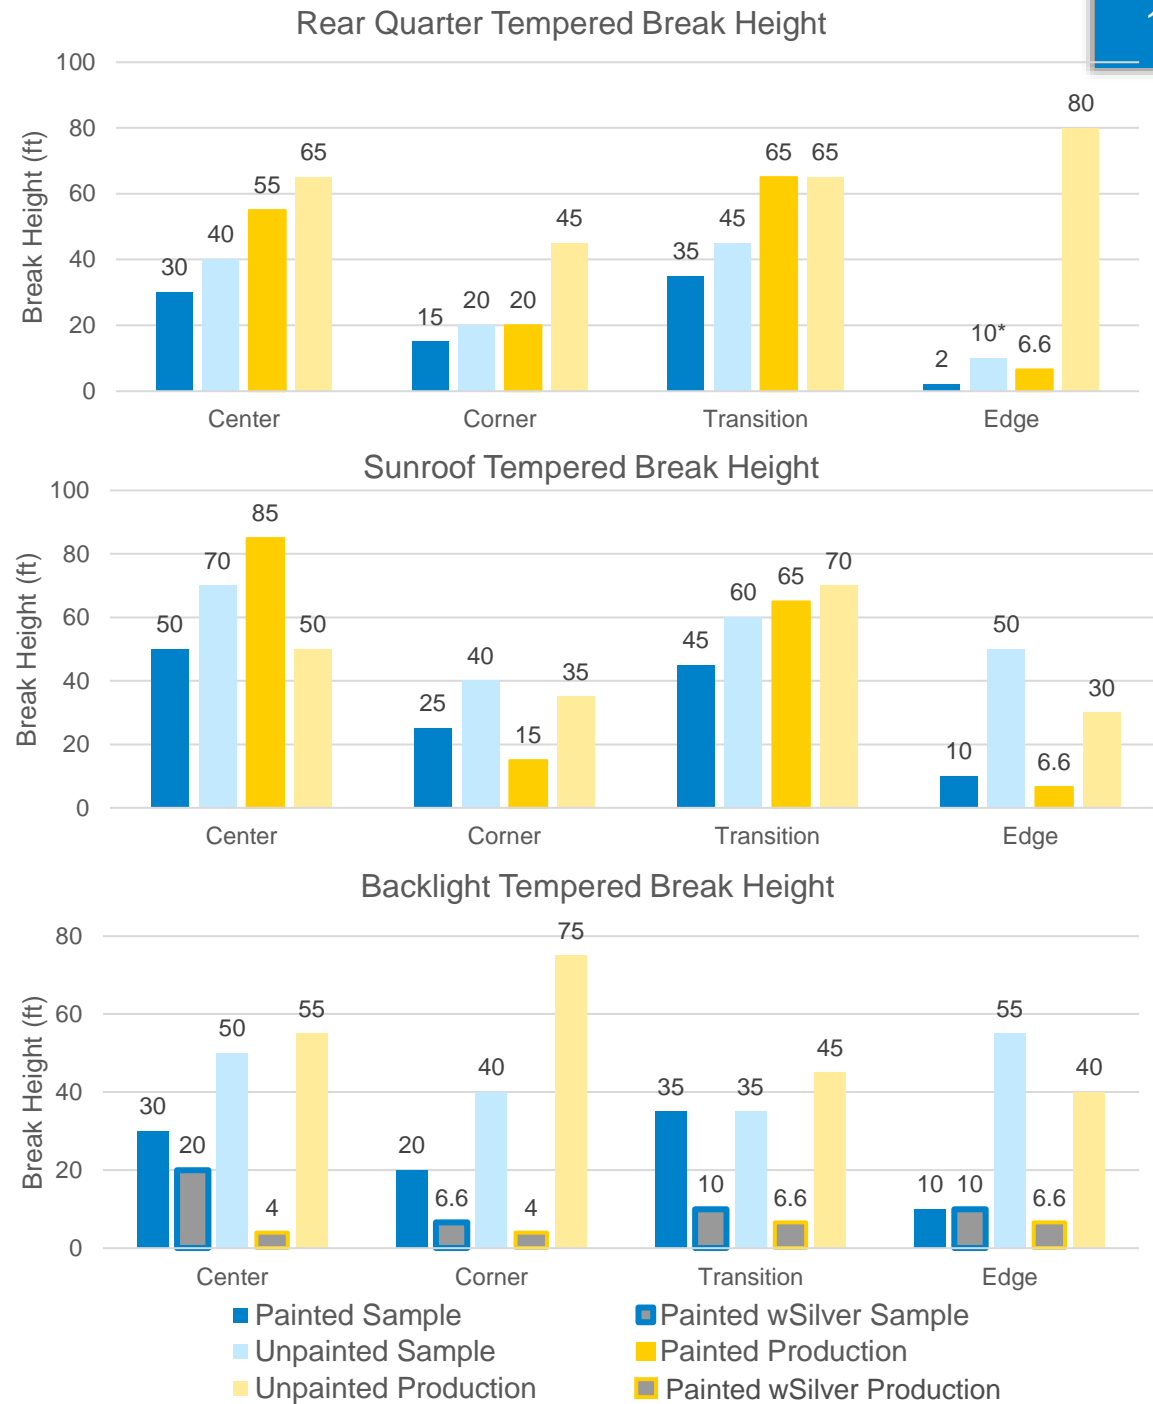 Rear Quarter Tempered Break Height
1
Break Height (ft)
100
80
60
40
20
0
30
40
55
65
15
20
20
45
35
45
65
65
2
10*
6.6
80
Center
Corner
Transition
Edge
Sunroof Tempered Break Height
Break Height (ft)
100
80
60
40
20
0
50
70
85
50
25
40
15
35
45
60
65
70
10
50
6.6
30
Center
Corner
Transition
Edge
Backlight Tempered Break Height
Break Height (ft)
80
60
40
20
0
30
20
50
4
55
20
6.6
40
4
75
35
10
35
6.6
45
10
10
55
6.6
40
Center
Corner
Transition
Edge
Painted Sample
Painted wSilver Sample
Unpainted Sample
Painted Production
Unpainted Production
Painted wSilver Production